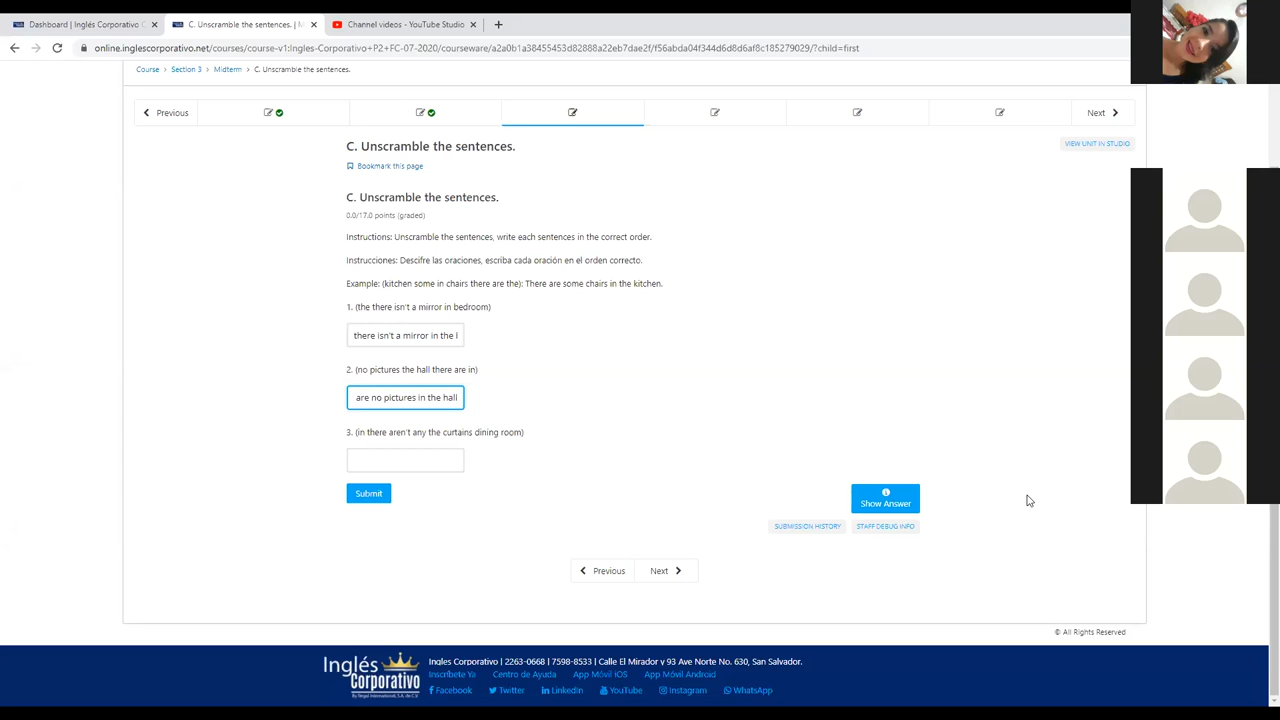 Dashboard | Inglés Corporativo
C. Unscramble the sentences. | M
Channel videos - YouTube Studio
online.inglescorporativo.net/courses/course-v1:Ingles-Corporativo+P2+FC-07-2020/courseware/a2a0b1a38455453d82888a22eb7dae2f/f56abda04f344d6d8d6af8c185279029/?child=first
Course > Section 3 > Midterm > C. Unscramble the sentences.
Previous
Next
C. Unscramble the sentences.
VIEW UNIT IN STUDIO
Bookmark this page
C. Unscramble the sentences.
0.0/17.0 points (graded)
Instructions: Unscramble the sentences, write each sentences in the correct order.
Instrucciones: Descifre las oraciones, escriba cada oración en el orden correcto.
Example: (kitchen some in chairs there are the): There are some chairs in the kitchen.
1. (the there isn't a mirror in bedroom)
there isn't a mirror in the
2. (no pictures the hall there are in)
are no pictures in the hall
3. (in there aren't any the curtains dining room)
Submit
Show Answer
SUBMISSION HISTORY
STAFF DEBUG INFO
Previous
Next
© All Rights Reserved
Inglés Corporativo
Ingles Corporativo | 2263-0668 | 7598-8533 | Calle El Mirador y 93 Ave Norte No. 630, San Salvador.
Inscríbete Ya Centro de Ayuda App Móvil iOS App Móvil Android
Facebook Twitter LinkedIn YouTube Instagram WhatsApp